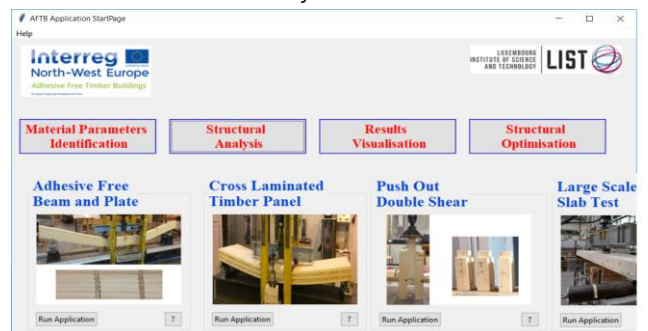 AFTB Application StartPage
Help
Interreg
North-West Europe
Adhesive Free Timber Buildings
LUXEMBOURG
INSTITUTE OF SCIENCE
AND TECHNOLOGY
LIST
Material Parameters
Identification
Structural
Analysis
Results
Visualisation
Structural
Optimisation
Adhesive Free
Beam and Plate
Cross Laminated
Timber Panel
Push Out
Double Shear
Large Scale
Slab Test
Run Application ?
Run Application ?
Run Application ?
Run Application